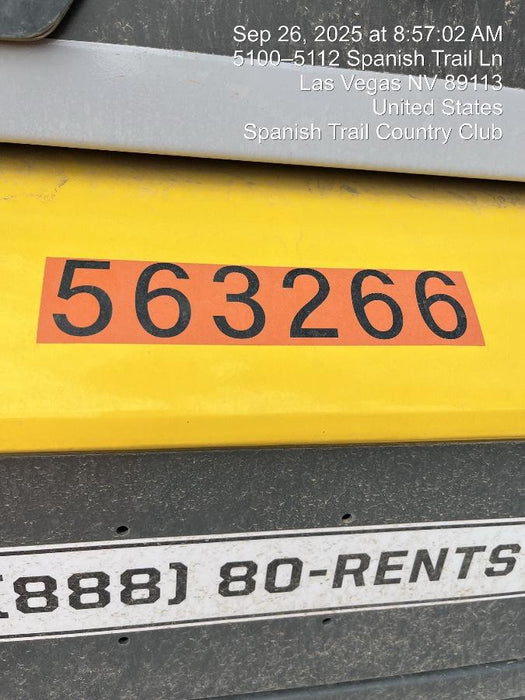 Sep 26, 2025 at 8:57:02 AM
5100–5112 Spanish Trail Ln
Las Vegas NV 89113
United States
Spanish Trail Country Club
563266
(888) 80-RENTS